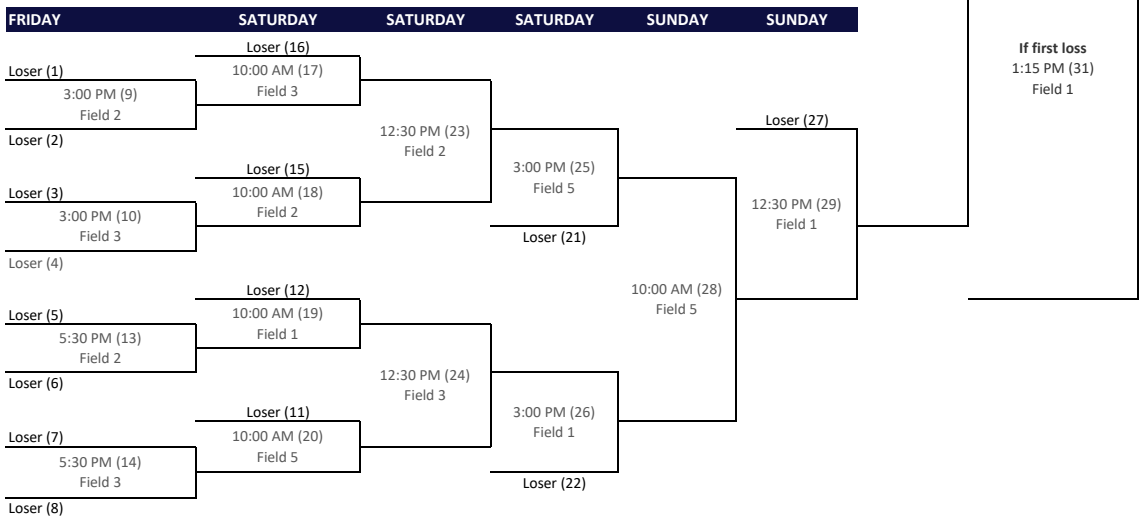 FRIDAY SATURDAY SATURDAY SATURDAY SUNDAY SUNDAY
Loser (16)
If first loss
1:15 PM (31)
Field 1
Loser (1)
10:00 AM (17)
Field 3
3:00 PM (9)
Field 2
Loser (2)
12:30 PM (23)
Field 2
Loser (27)
Loser (15)
3:00 PM (25)
Field 5
Loser (3)
10:00 AM (18)
Field 2
3:00 PM (10)
Field 3
12:30 PM (29)
Field 1
Loser (21)
Loser (4)
Loser (12)
10:00 AM (28)
Field 5
Loser (5)
10:00 AM (19)
Field 1
5:30 PM (13)
Field 2
Loser (6)
12:30 PM (24)
Field 3
Loser (11)
3:00 PM (26)
Field 1
Loser (7)
10:00 AM (20)
Field 5
5:30 PM (14)
Field 3
Loser (22)
Loser (8)